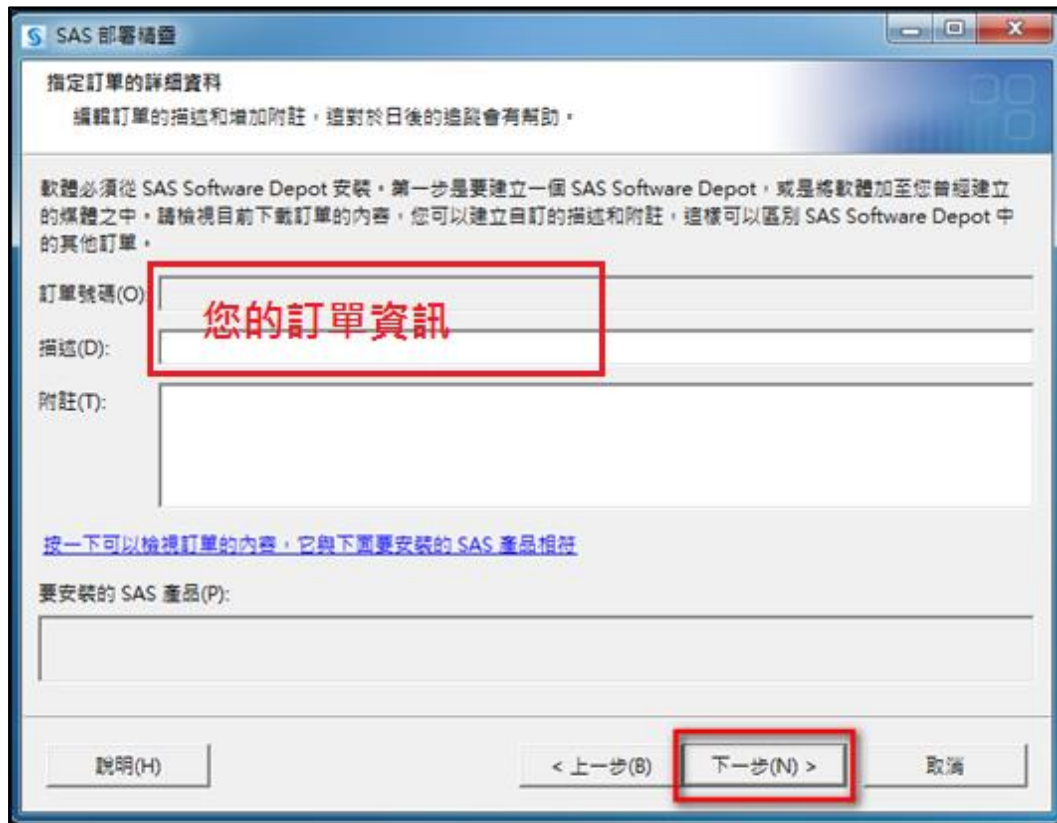 SAS 部署精靈
指定訂單的詳細資料
編輯訂單的描述和增加附註，這對於日後的追蹤會有幫助。
軟體必須從 SAS Software Depot 安裝。第一步是要建立一個 SAS Software Depot，或是將軟體加至您曾經建立
的媒體之中。請檢視目前下載訂單的內容，您可以建立自訂的描述和附註，這樣可以區別 SAS Software Depot 中
的其他訂單。
訂單號碼(O):
您的訂單資訊
描述(D):
附註(T):
按一下可以檢視訂單的內容，它與下面要安裝的 SAS 產品相符
要安裝的 SAS 產品(P):
說明(H)
< 上一步(B)
下一步(N) >
取消